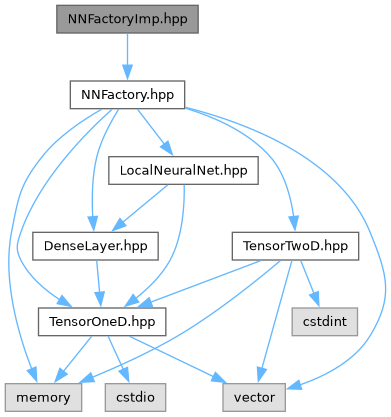 NNFactoryImp.hpp
NNFactory.hpp
LocalNeuralNet.hpp
DenseLayer.hpp
TensorTwoD.hpp
TensorOneD.hpp
cstdint
memory
cstdio
vector